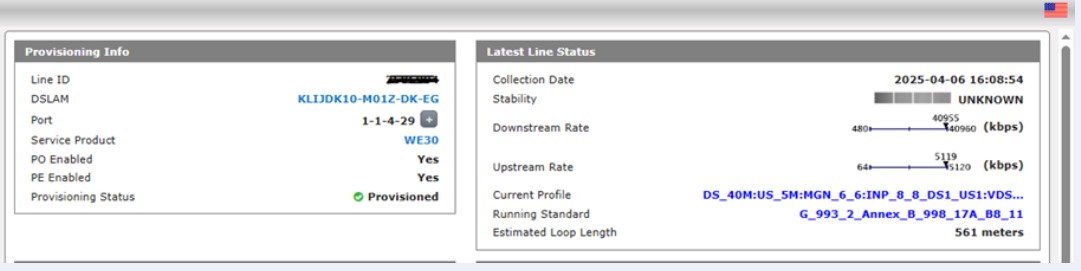 Provisioning Info
Line ID
DSLAM KLIJDK10-M01Z-DK-EG
Port 1-1-4-29 +
Service Product WE30
PO Enabled Yes
PE Enabled Yes
Provisioning Status Provisioned
Latest Line Status
Collection Date 2025-04-06 16:08:54
Stability UNKNOWN
Downstream Rate 480 40955 40960 (kbps)
Upstream Rate 64 5119 5120 (kbps)
Current Profile DS_40M:US_5M:MGN_6_6:INP_8_8_DS1_US1:VDS...
Running Standard G_993_2_Annex_B_998_17A_B8_11
Estimated Loop Length 561 meters